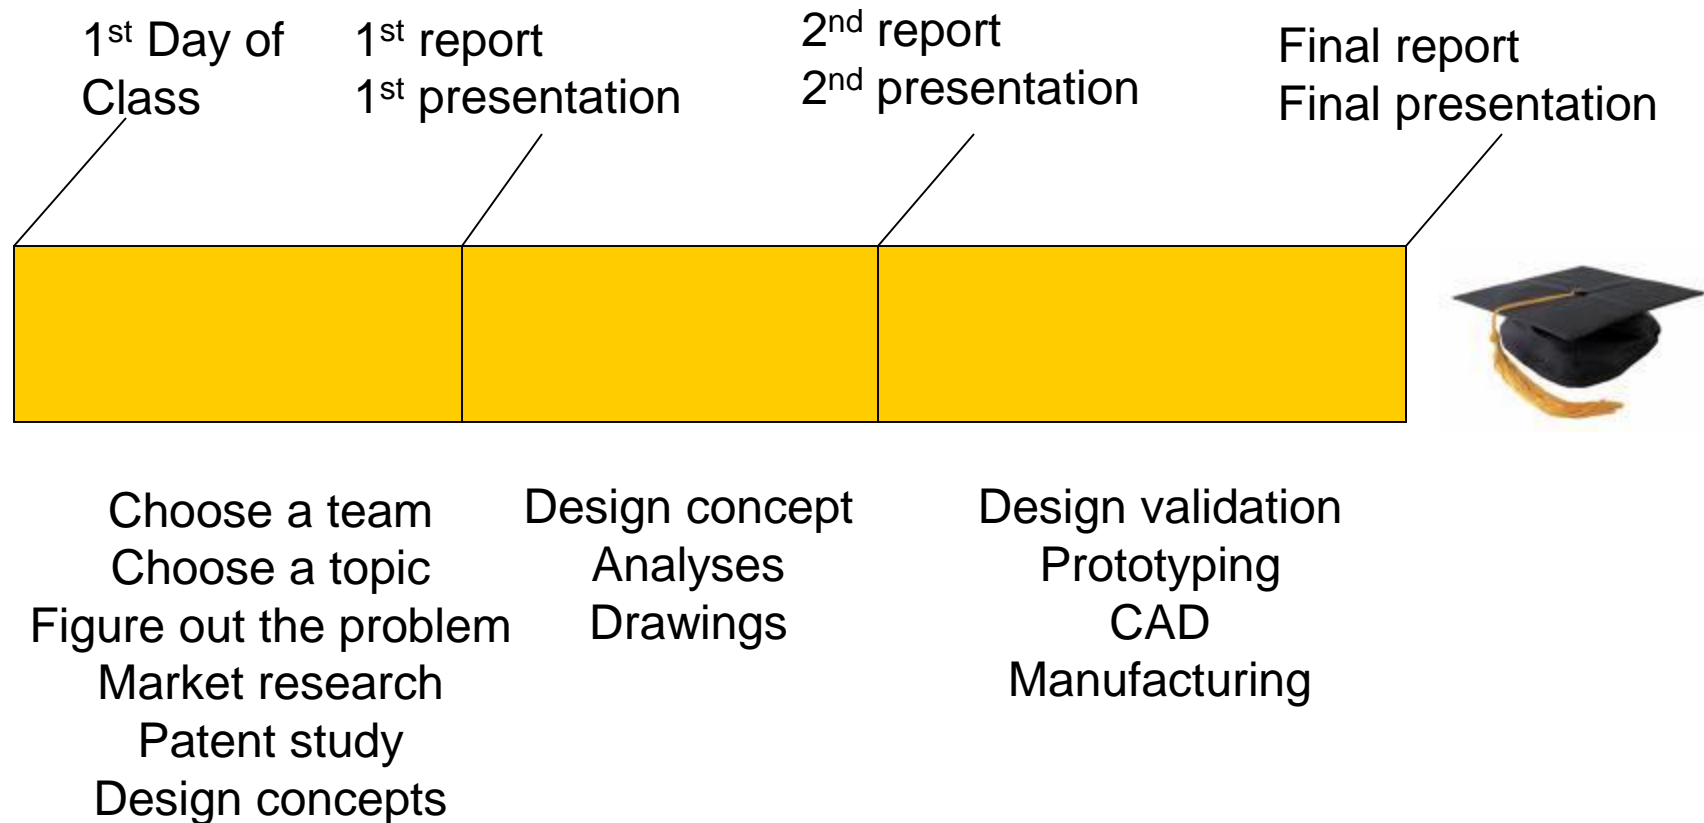 1st Day of
Class
1st report
1st presentation
2nd report
2nd presentation
Final report
Final presentation
Choose a team
Choose a topic
Figure out the problem
Market research
Patent study
Design concepts
Design concept
Analyses
Drawings
Design validation
Prototyping
CAD
Manufacturing